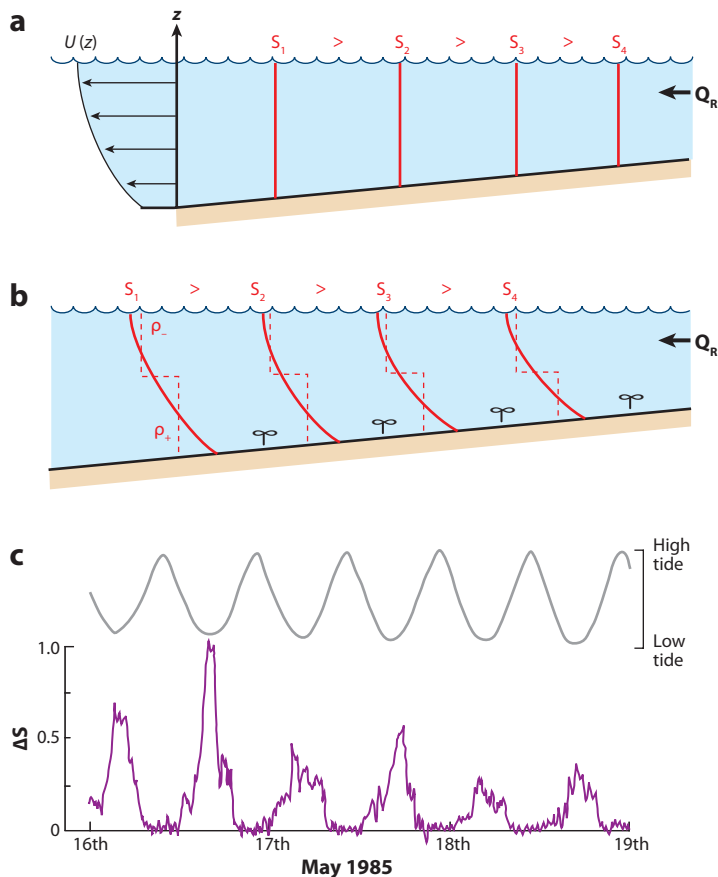 a
U(z)
z
S1 > S2 > S3 > S4
QR
b
S1 > S2 > S3 > S4
ρ−
ρ+
QR
c
High
tide
Low
tide
1.0
0.5
0
ΔS
16th 17th 18th 19th
May 1985